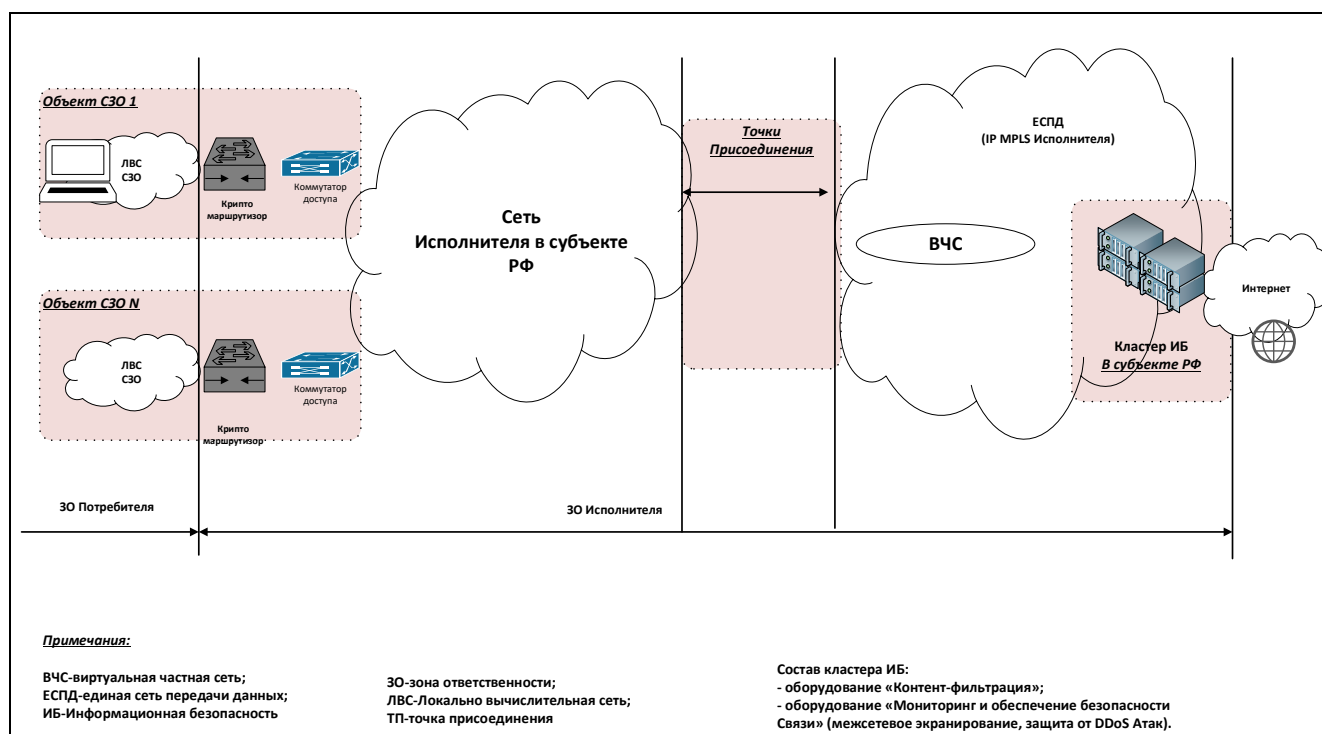 Объект СЗО 1
ЛВС
СЗО
Крипто
маршрутизор
Коммутатор
доступа
Объект СЗО N
ЛВС
СЗО
Крипто
маршрутизор
Коммутатор
доступа
Сеть
Исполнителя в субъекте
РФ
Точки
Присоединения
ЕСПД
(IP MPLS Исполнителя)
ВЧС
Кластер ИБ
В субъекте РФ
Интернет
ЗО Потребителя
ЗО Исполнителя
Примечания:
ВЧС-виртуальная частная сеть;
ЕСПД-единая сеть передачи данных;
ИБ-Информационная безопасность
ЗО-зона ответственности;
ЛВС-Локально вычислительная сеть;
ТП-точка присоединения
Состав кластера ИБ:
- оборудование «Контент-фильтрация»;
- оборудование «Мониторинг и обеспечение безопасности
Связи» (межсетевое экранирование, защита от DDoS Атак).